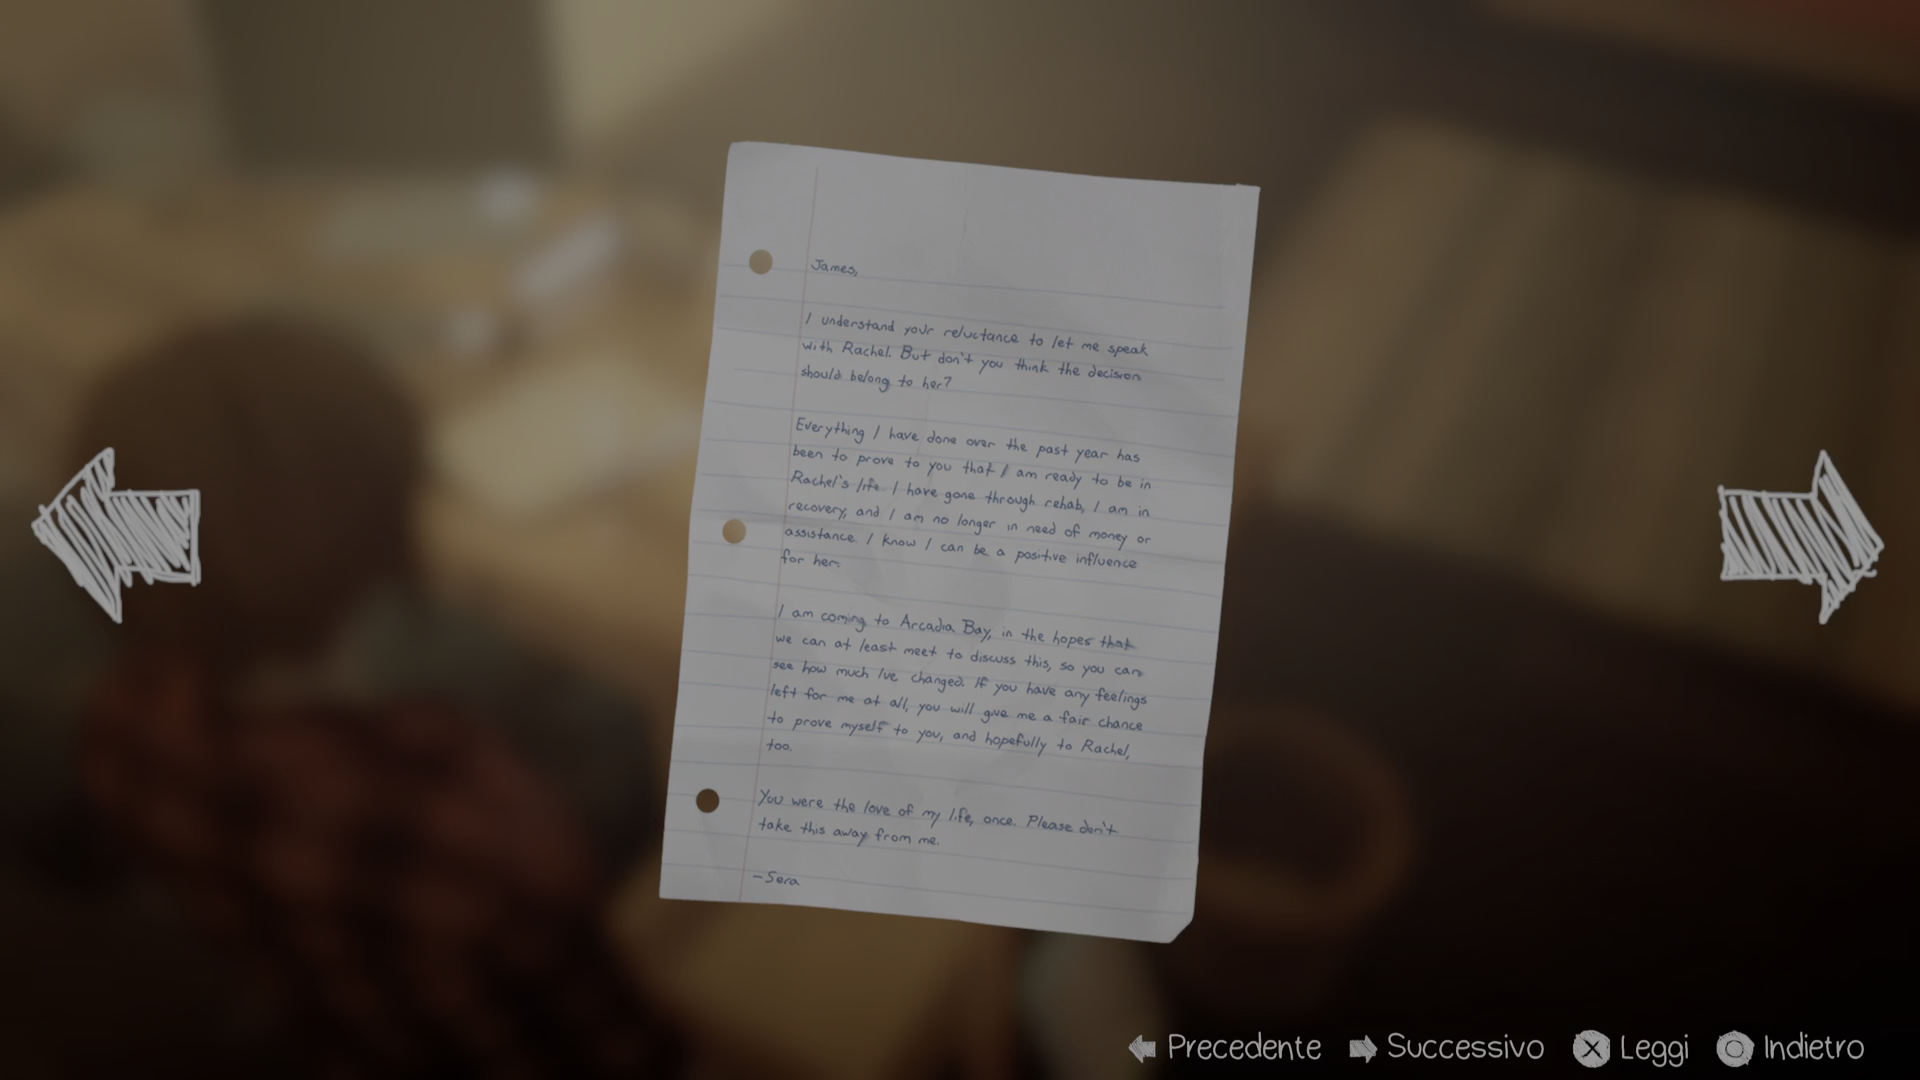 James,
I understand your reluctance to let me speak
with Rachel. But don't you think the decision
should belong to her?
Everything I have done over the past year has
been to prove to you that I am ready to be in
Rachel's life. I have gone through rehab, I am in
recovery, and I am no longer in need of money or
assistance. I know I can be a positive influence
for her.
I am coming to Arcadia Bay, in the hopes that
we can at least meet to discuss this, so you can
see how much I've changed. If you have any feelings
left for me at all, you will give me a fair chance
to prove myself to you, and hopefully to Rachel,
too.
You were the love of my life, once. Please don't
take this away from me.
-Sera
Precedente Successivo Leggi Indietro